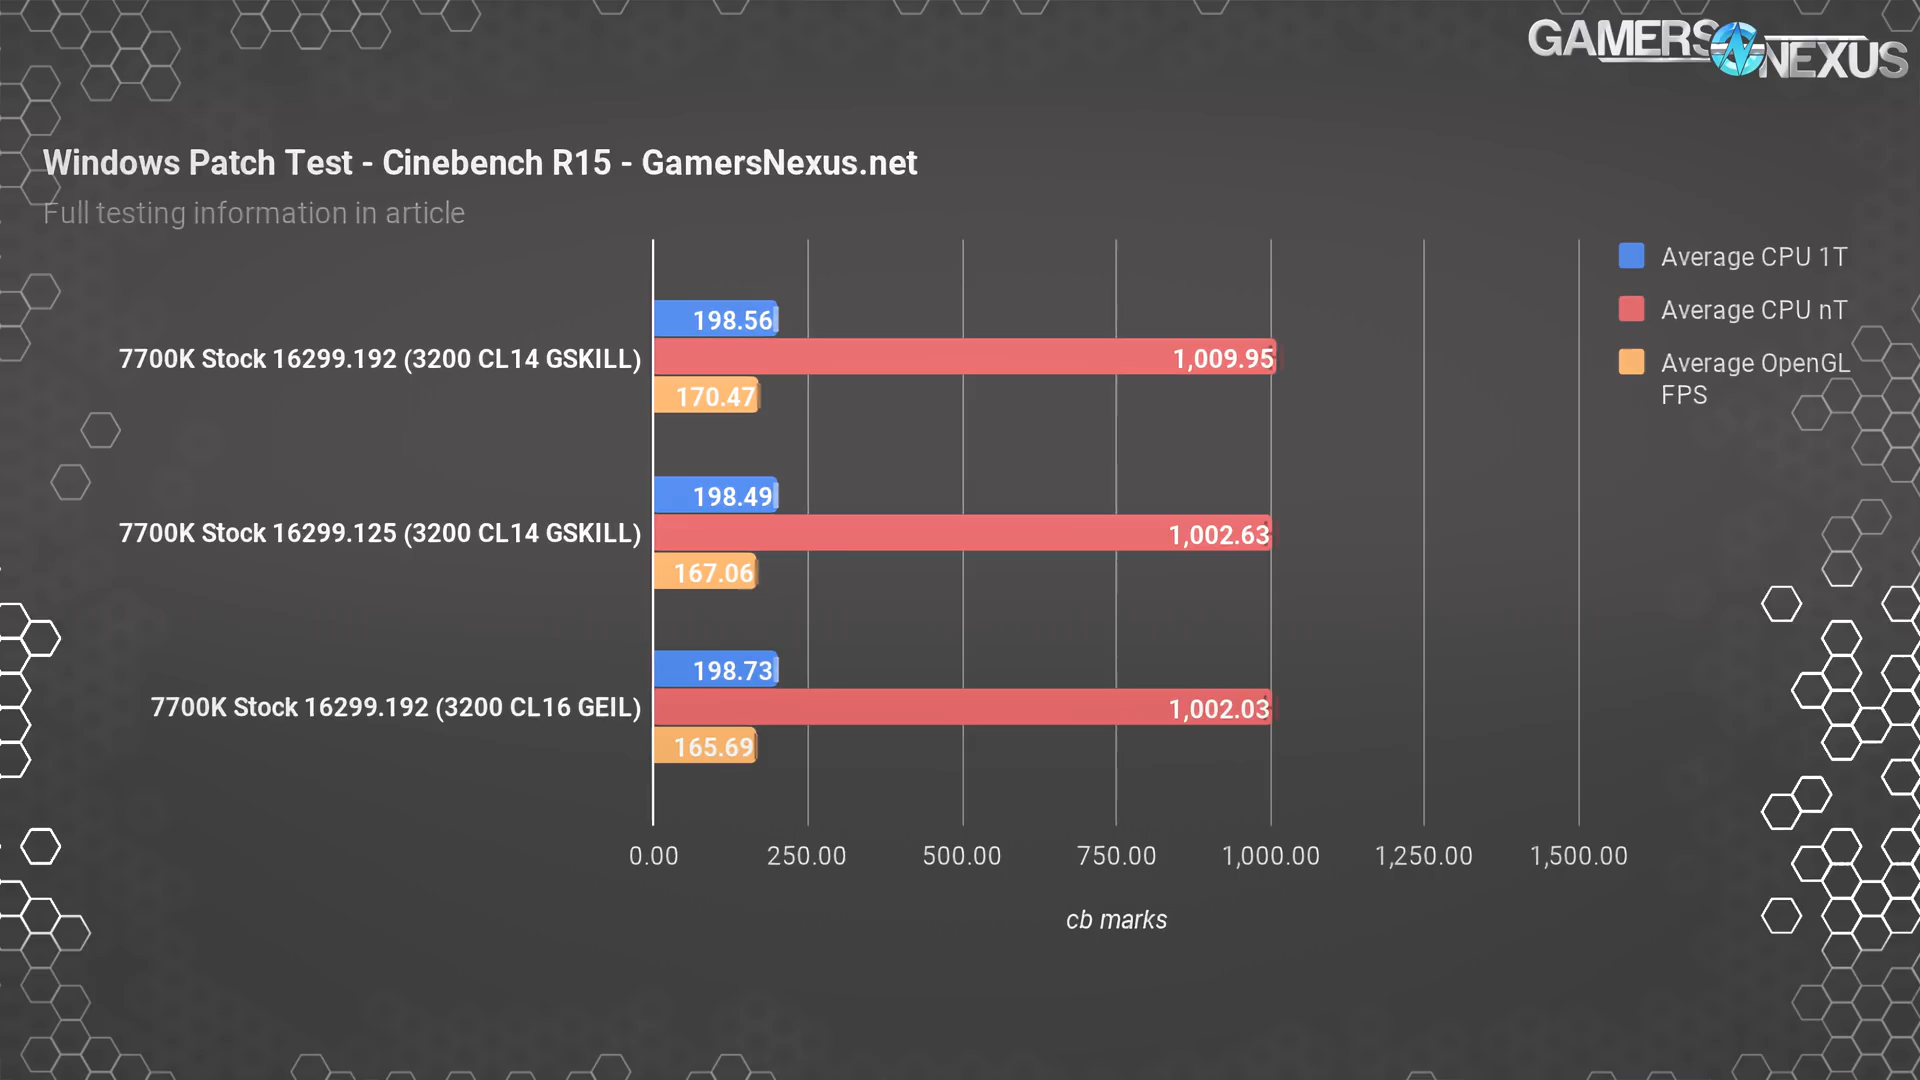 GAMERS NEXUS
Windows Patch Test - Cinebench R15 - GamersNexus.net
Full testing information in article
Average CPU 1T
Average CPU nT
Average OpenGL
FPS
7700K Stock 16299.192 (3200 CL14 GSKILL)
198.56
1,009.95
170.47
7700K Stock 16299.125 (3200 CL14 GSKILL)
198.49
1,002.63
167.06
7700K Stock 16299.192 (3200 CL16 GEIL)
198.73
1,002.03
165.69
0.00 250.00 500.00 750.00 1,000.00 1,250.00 1,500.00
cb marks